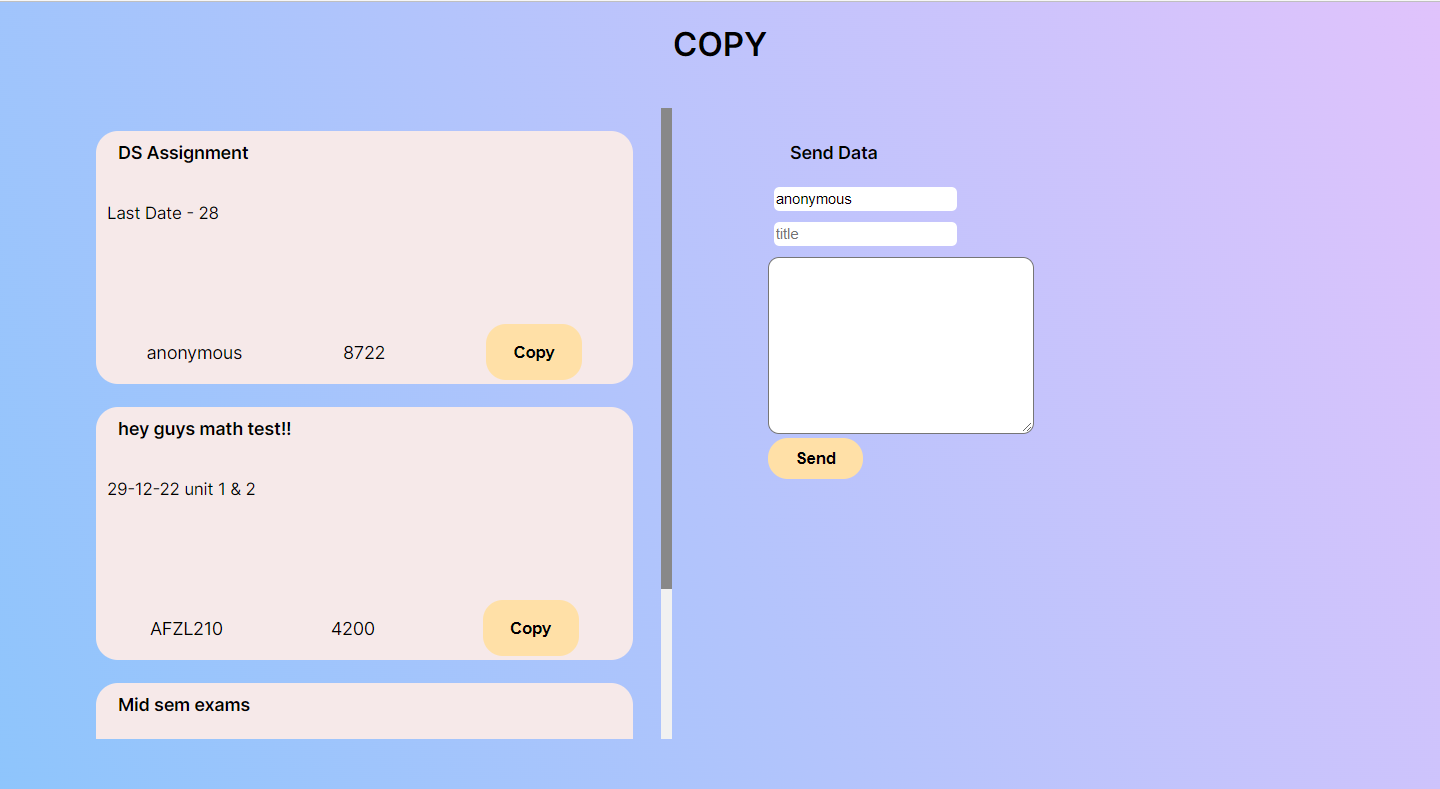 COPY
DS Assignment
Last Date - 28
anonymous 8722 Copy
hey guys math test!!
29-12-22 unit 1 & 2
AFZL210 4200 Copy
Mid sem exams
Send Data
anonymous
title
Send